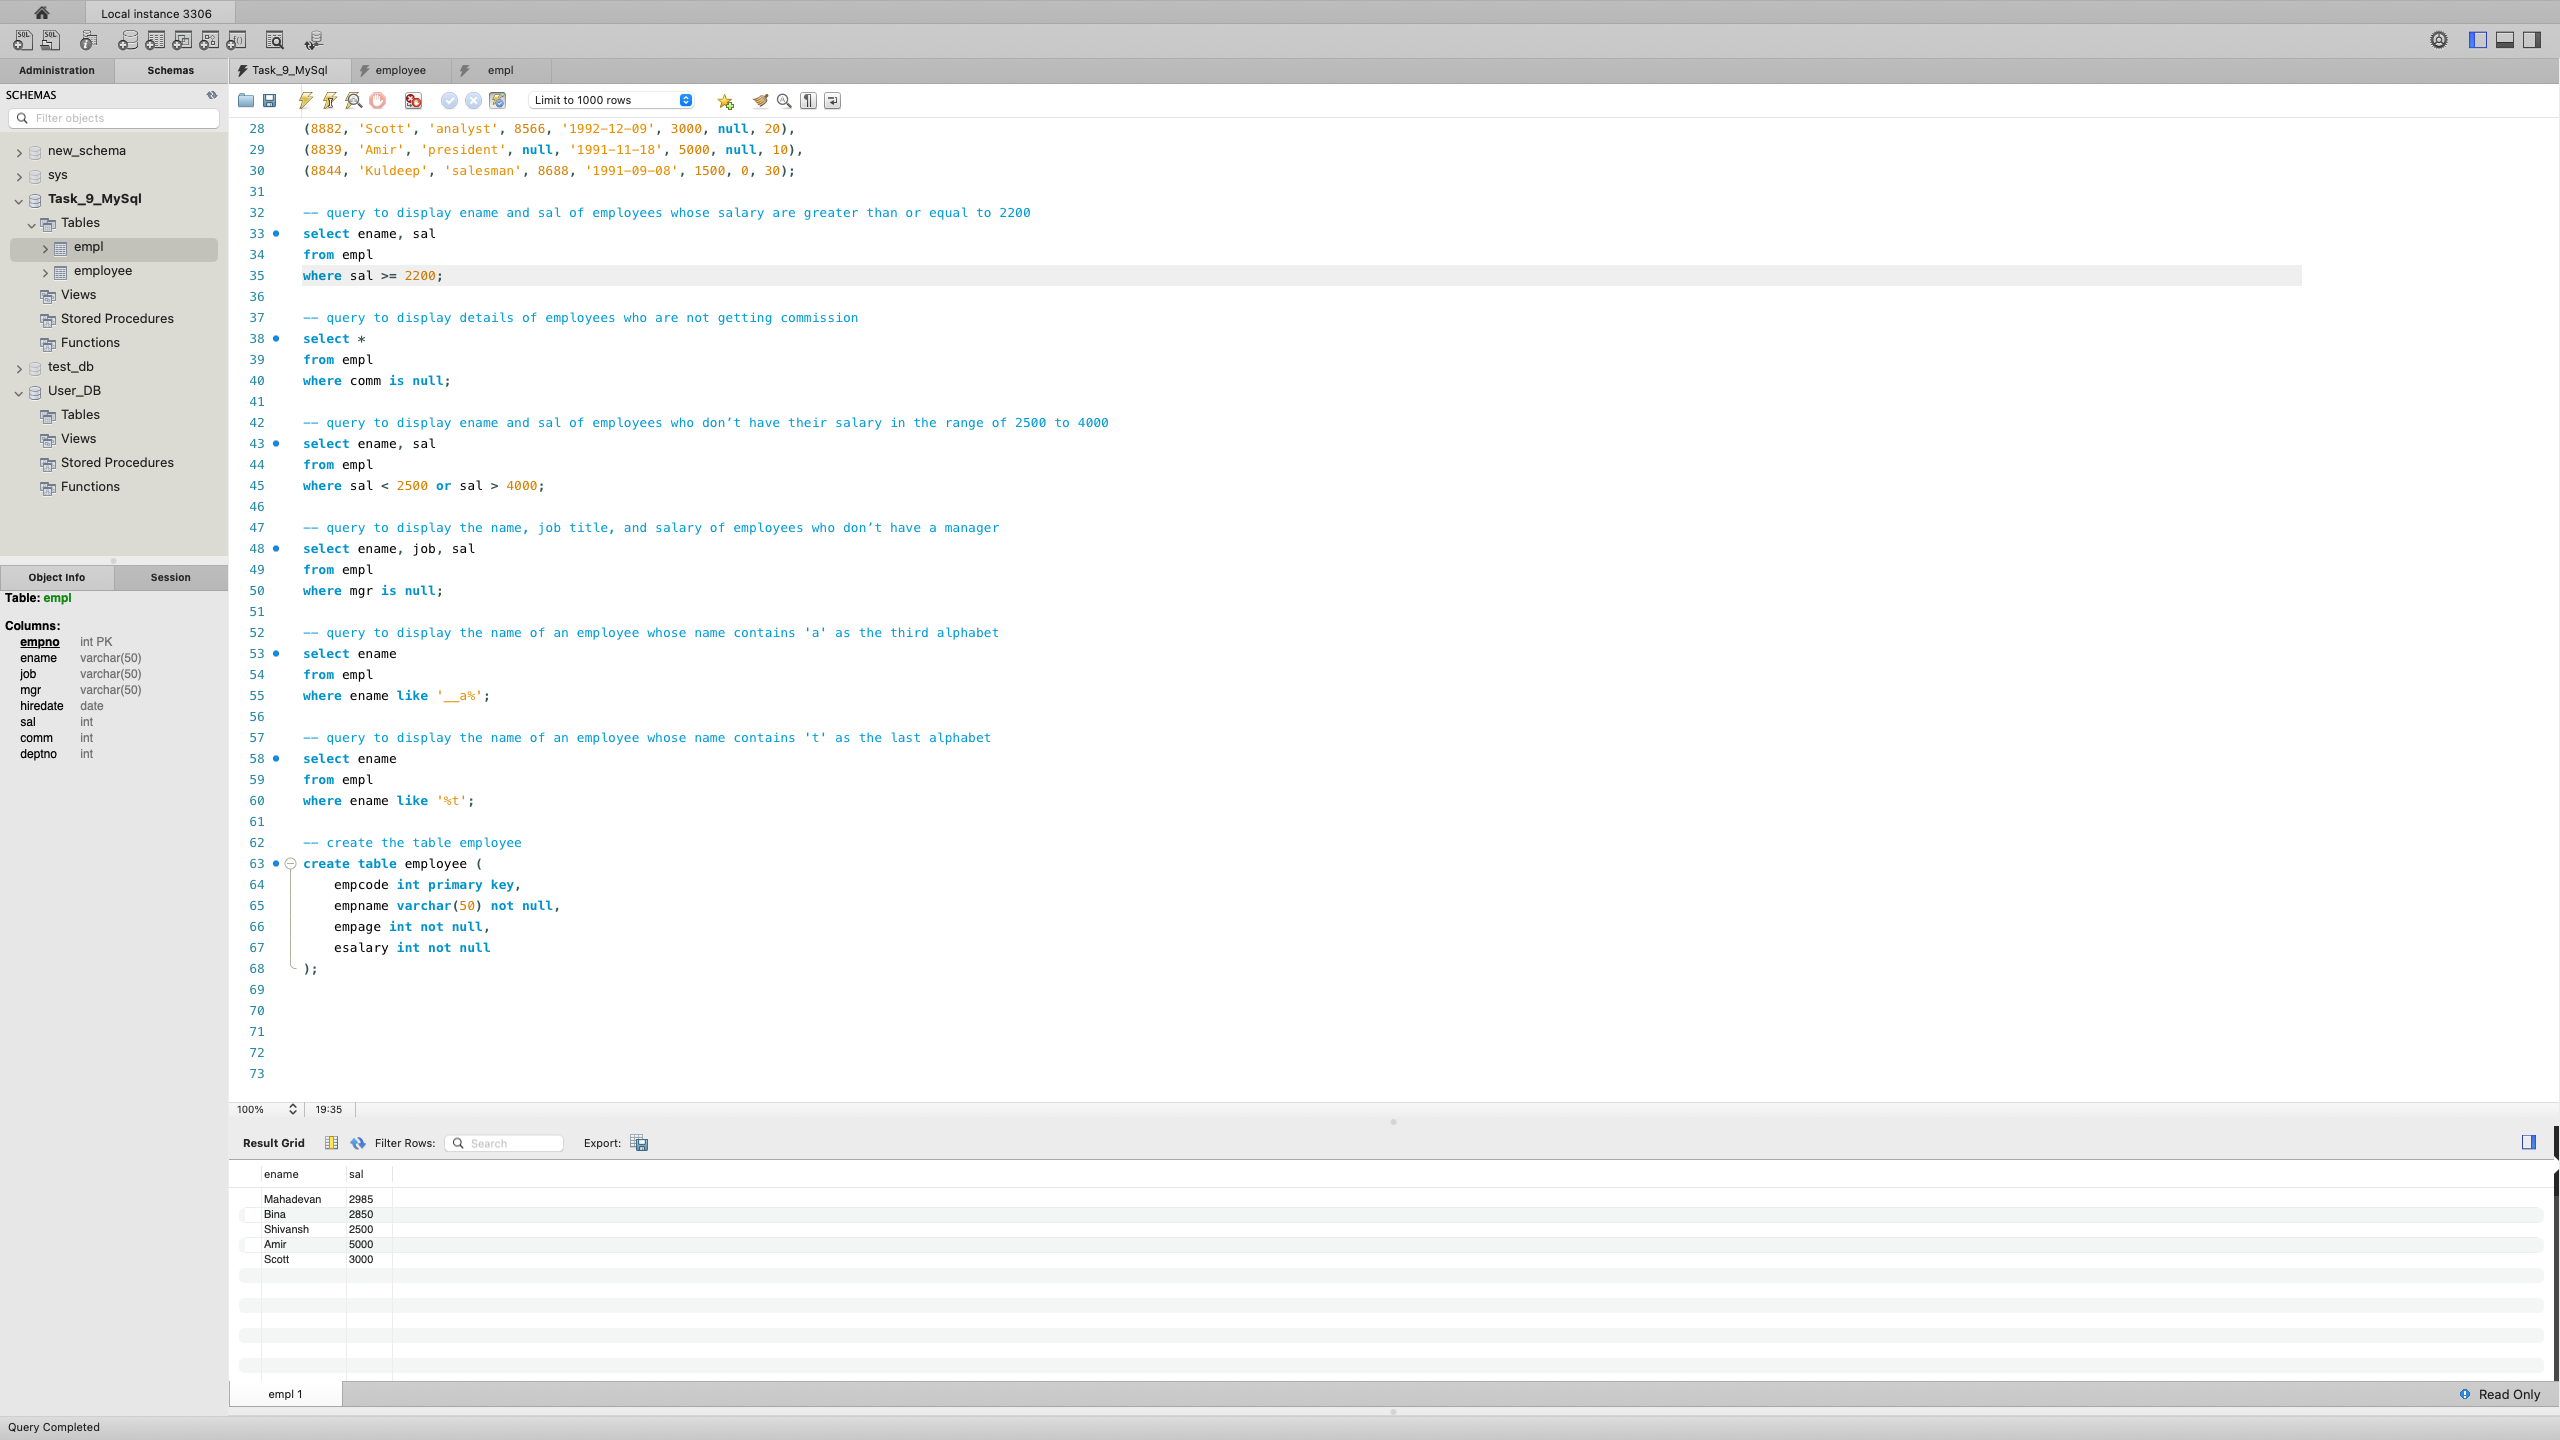 Local instance 3306
Administration Schemas
Task_9_MySql employee empl
SCHEMAS
Filter objects
new_schema
sys
Task_9_MySql
Tables
empl
employee
Views
Stored Procedures
Functions
test_db
User_DB
Tables
Views
Stored Procedures
Functions
Object Info Session
Table: empl
Columns:
empno int PK
ename varchar(50)
job varchar(50)
mgr varchar(50)
hiredate date
sal int
comm int
deptno int
Limit to 1000 rows
28 (8882, 'Scott', 'analyst', 8566, '1992-12-09', 3000, null, 20),
29 (8839, 'Amir', 'president', null, '1991-11-18', 5000, null, 10),
30 (8844, 'Kuldeep', 'salesman', 8688, '1991-09-08', 1500, 0, 30);
31
32 -- query to display ename and sal of employees whose salary are greater than or equal to 2200
33 select ename, sal
34 from empl
35 where sal >= 2200;
36
37 -- query to display details of employees who are not getting commission
38 select *
39 from empl
40 where comm is null;
41
42 -- query to display ename and sal of employees who don’t have their salary in the range of 2500 to 4000
43 select ename, sal
44 from empl
45 where sal < 2500 or sal > 4000;
46
47 -- query to display the name, job title, and salary of employees who don’t have a manager
48 select ename, job, sal
49 from empl
50 where mgr is null;
51
52 -- query to display the name of an employee whose name contains 'a' as the third alphabet
53 select ename
54 from empl
55 where ename like '__a%';
56
57 -- query to display the name of an employee whose name contains 't' as the last alphabet
58 select ename
59 from empl
60 where ename like '%t';
61
62 -- create the table employee
63 create table employee (
64 empcode int primary key,
65 empname varchar(50) not null,
66 empage int not null,
67 esalary int not null
68 );
69
70
71
72
73
100% 19:35
Result Grid Filter Rows: Search Export:
ename sal
Mahadevan 2985
Bina 2850
Shivansh 2500
Amir 5000
Scott 3000
empl 1 Read Only
Query Completed